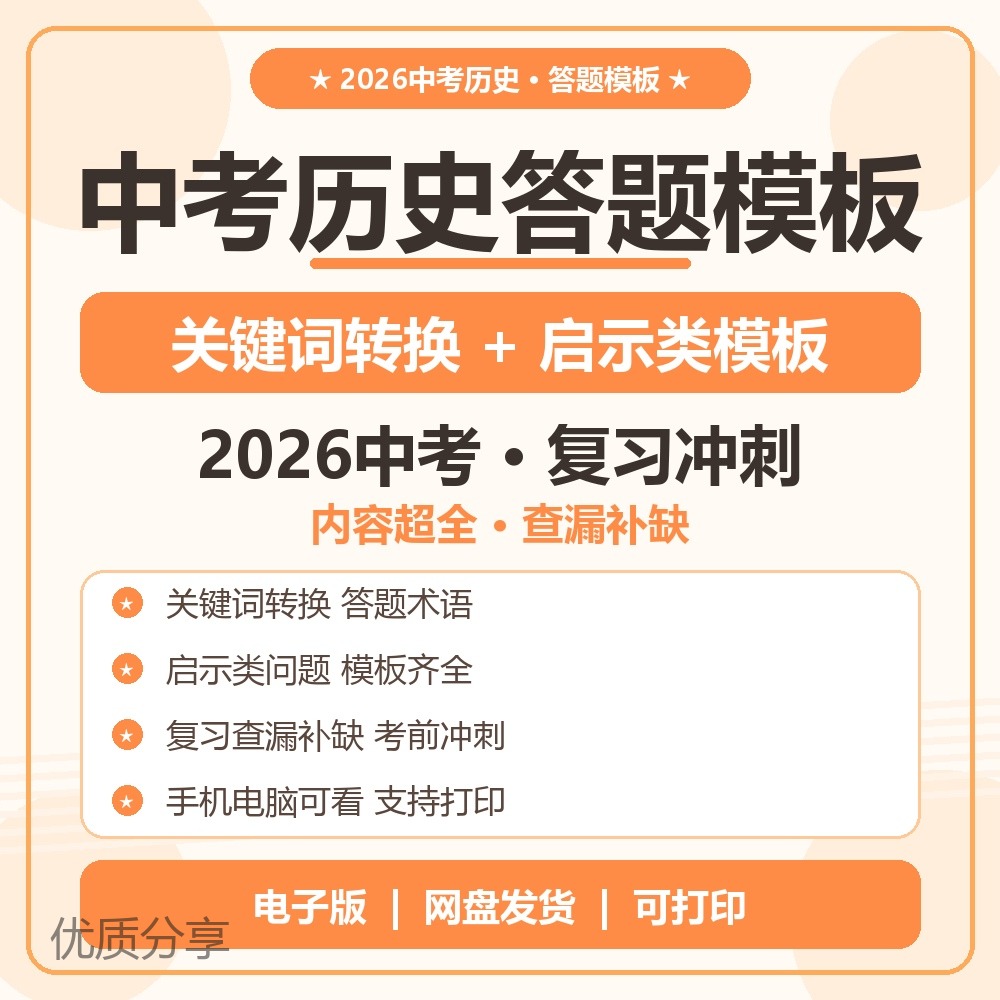 ★ 2026中考历史 • 答题模板 ★
中考历史答题模板
关键词转换 + 启示类模板
2026中考 • 复习冲刺
内容超全 • 查漏补缺
★ 关键词转换 答题术语
★ 启示类问题 模板齐全
★ 复习查漏补缺 考前冲刺
★ 手机电脑可看 支持打印
电子版 | 网盘发货 | 可打印
优质分享